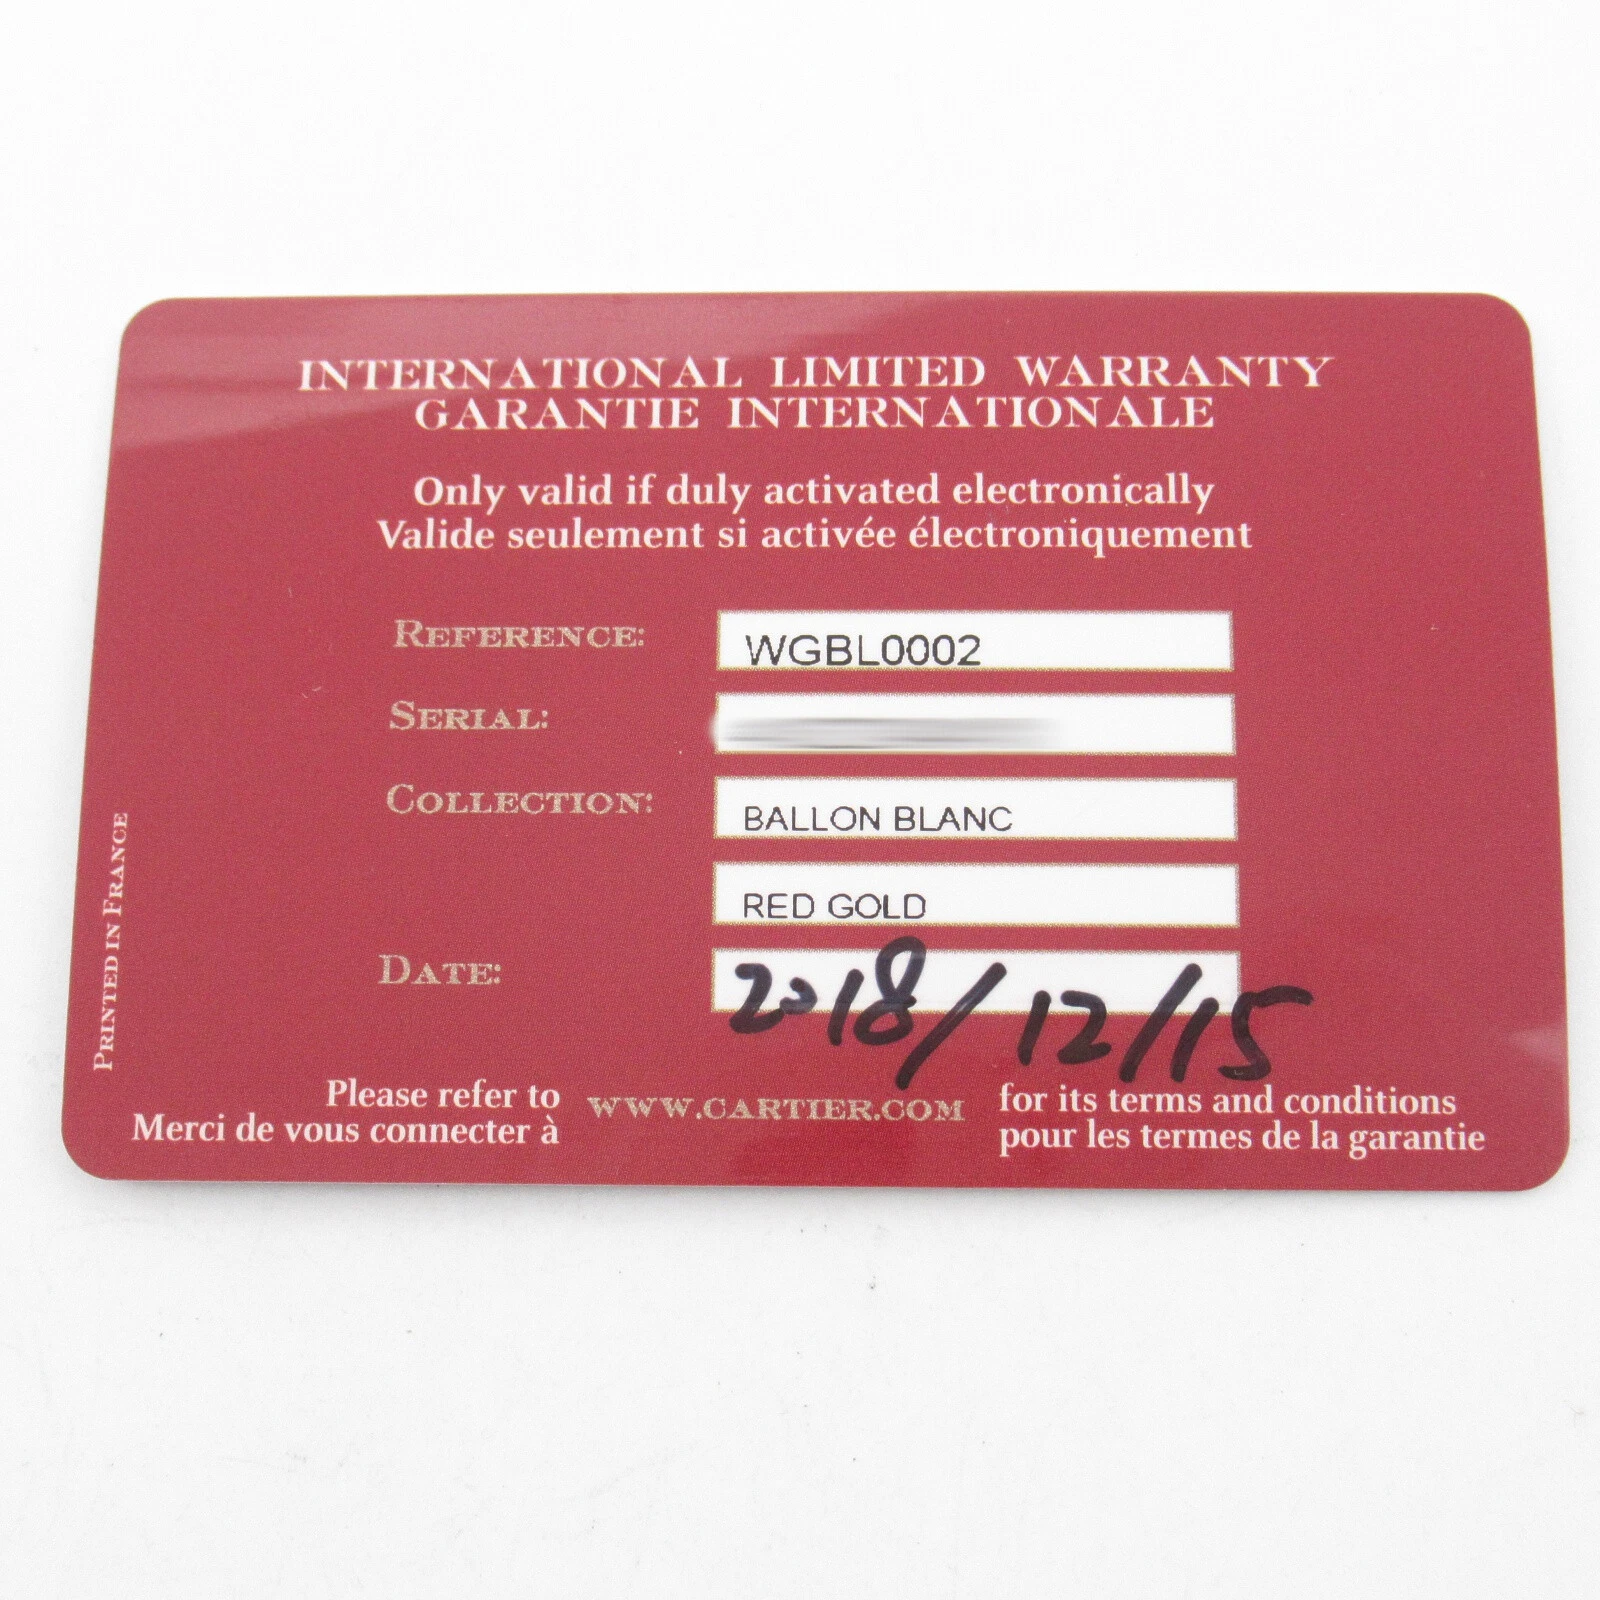 INTERNATIONAL LIMITED WARRANTY
GARANTIE INTERNATIONALE
Only valid if duly activated electronically
Valide seulement si activée électroniquement
REFERENCE: WGBL0002
SERIAL:
COLLECTION: BALLON BLANC
RED GOLD
DATE: 2018/12/15
PRINTED IN FRANCE
Please refer to
Merci de vous connecter à
WWW.CARTIER.COM
for its terms and conditions
pour les termes de la garantie